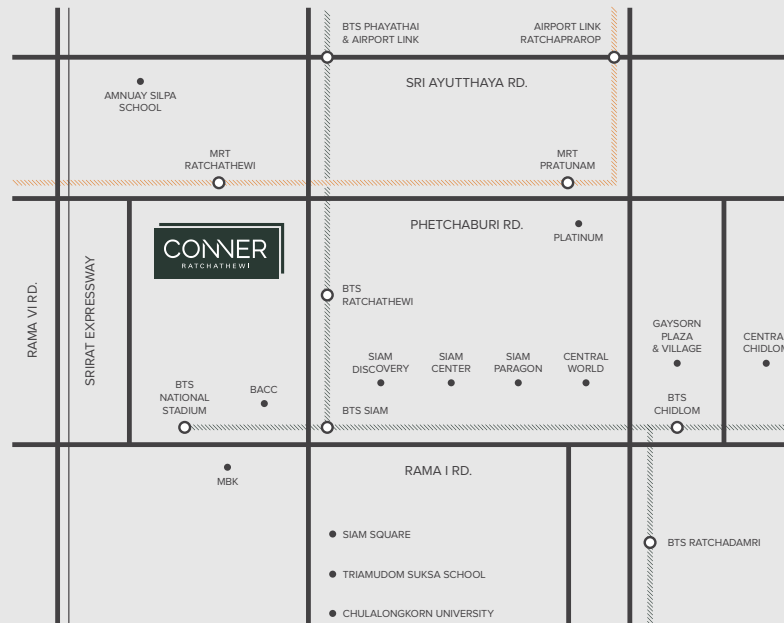 BTS PHAYATHAI
& AIRPORT LINK
AIRPORT LINK
RATCHAPRAROP
SRI AYUTTHAYA RD.
AMNUAY SILPA
SCHOOL
MRT
RATCHATHEWI
MRT
PRATUNAM
PHETCHABURI RD.
PLATINUM
CONNER
RATCHATHEWI
RAMA VI RD.
SRIRAT EXPRESSWAY
BTS
RATCHATHEWI
GAYSORN
PLAZA
& VILLAGE
CENTRA
CHIDLOM
SIAM
DISCOVERY
SIAM
CENTER
SIAM
PARAGON
CENTRAL
WORLD
BTS
NATIONAL
STADIUM
BACC
BTS SIAM
BTS
CHIDLOM
RAMA I RD.
MBK
SIAM SQUARE
BTS RATCHADAMRI
TRIAMUDOM SUKSA SCHOOL
CHULALONGKORN UNIVERSITY